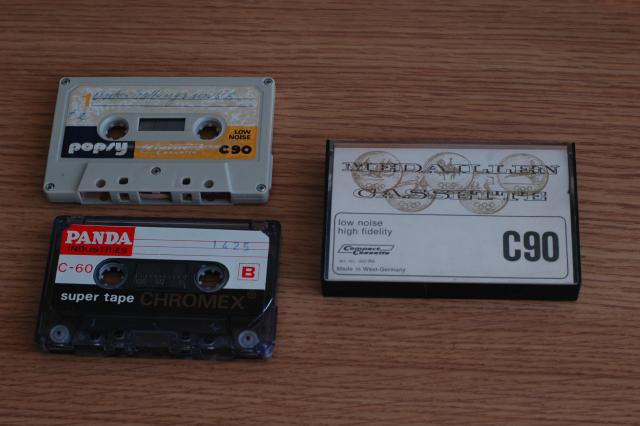 1
LOW
NOISE
popsy
C90
PANDA
INDUSTRIES
1425
C-60
B
super tape CHROMEX
MEDAILLEN
CASSETTE
low noise
high fidelity
C90
Compact
Cassette
Made in West-Germany